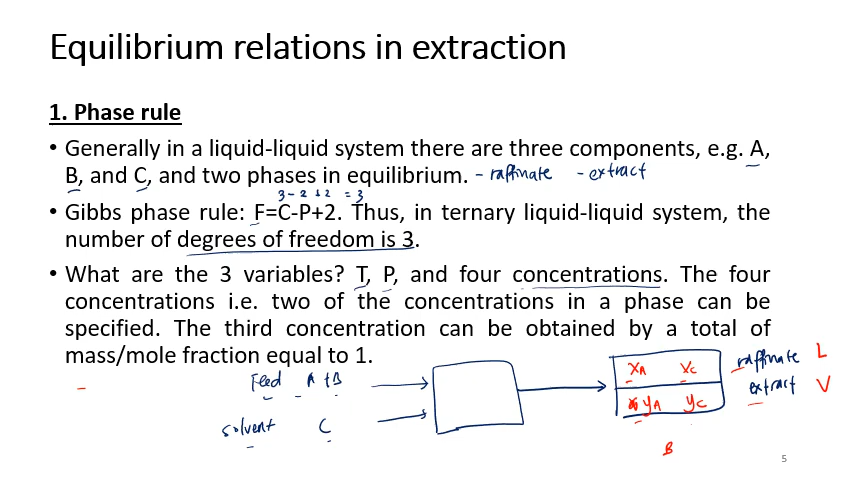 Equilibrium relations in extraction
1. Phase rule
• Generally in a liquid-liquid system there are three components, e.g. A,
B, and C, and two phases in equilibrium. - raffinate - extract
3 - 2 + 2 = 3
• Gibbs phase rule: F=C-P+2. Thus, in ternary liquid-liquid system, the
number of degrees of freedom is 3.
• What are the 3 variables? T, P, and four concentrations. The four
concentrations i.e. two of the concentrations in a phase can be
specified. The third concentration can be obtained by a total of
mass/mole fraction equal to 1.
Feed A + B
solvent C
xA xC raffinate L
yA yC extract V
B
5